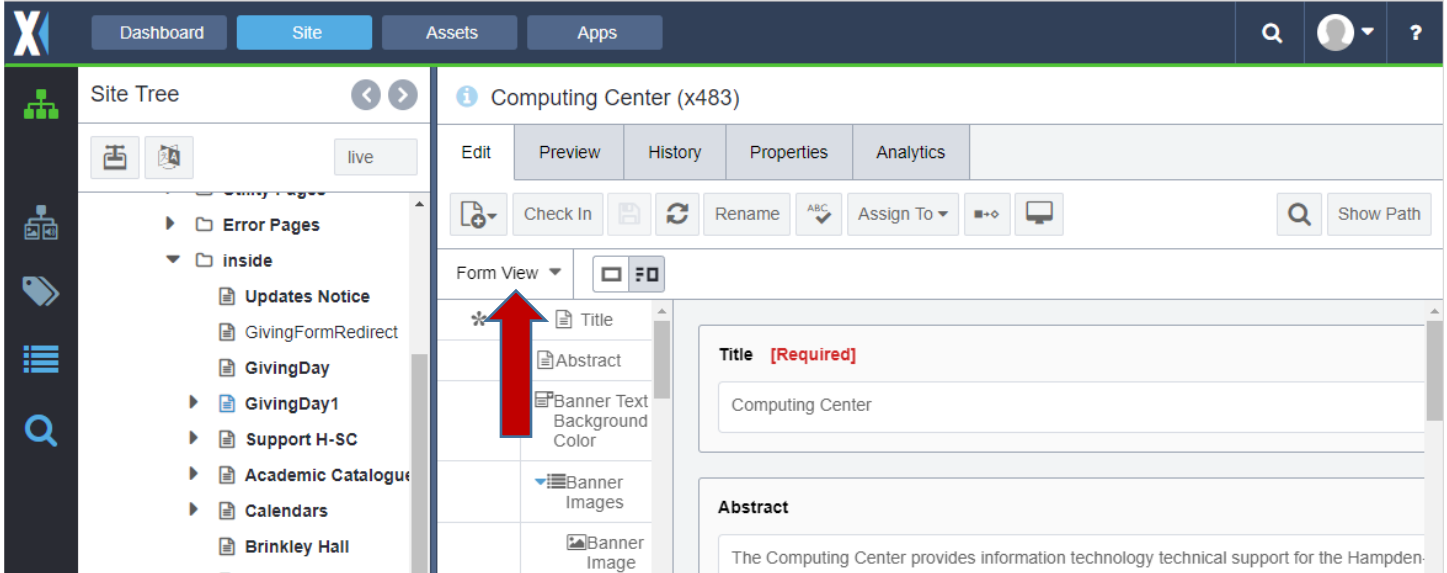 Dashboard Site Assets Apps ?
Site Tree
live
Utility Pages
Error Pages
inside
Updates Notice
GivingFormRedirect
GivingDay
GivingDay1
Support H-SC
Academic Catalogue
Calendars
Brinkley Hall
Computing Center (x483)
Edit Preview History Properties Analytics
Check In Rename ABC Assign To Show Path
Form View
* Title
Abstract
Banner Text
Background
Color
Banner
Images
Banner
Image
Title [Required]
Computing Center
Abstract
The Computing Center provides information technology technical support for the Hampden-